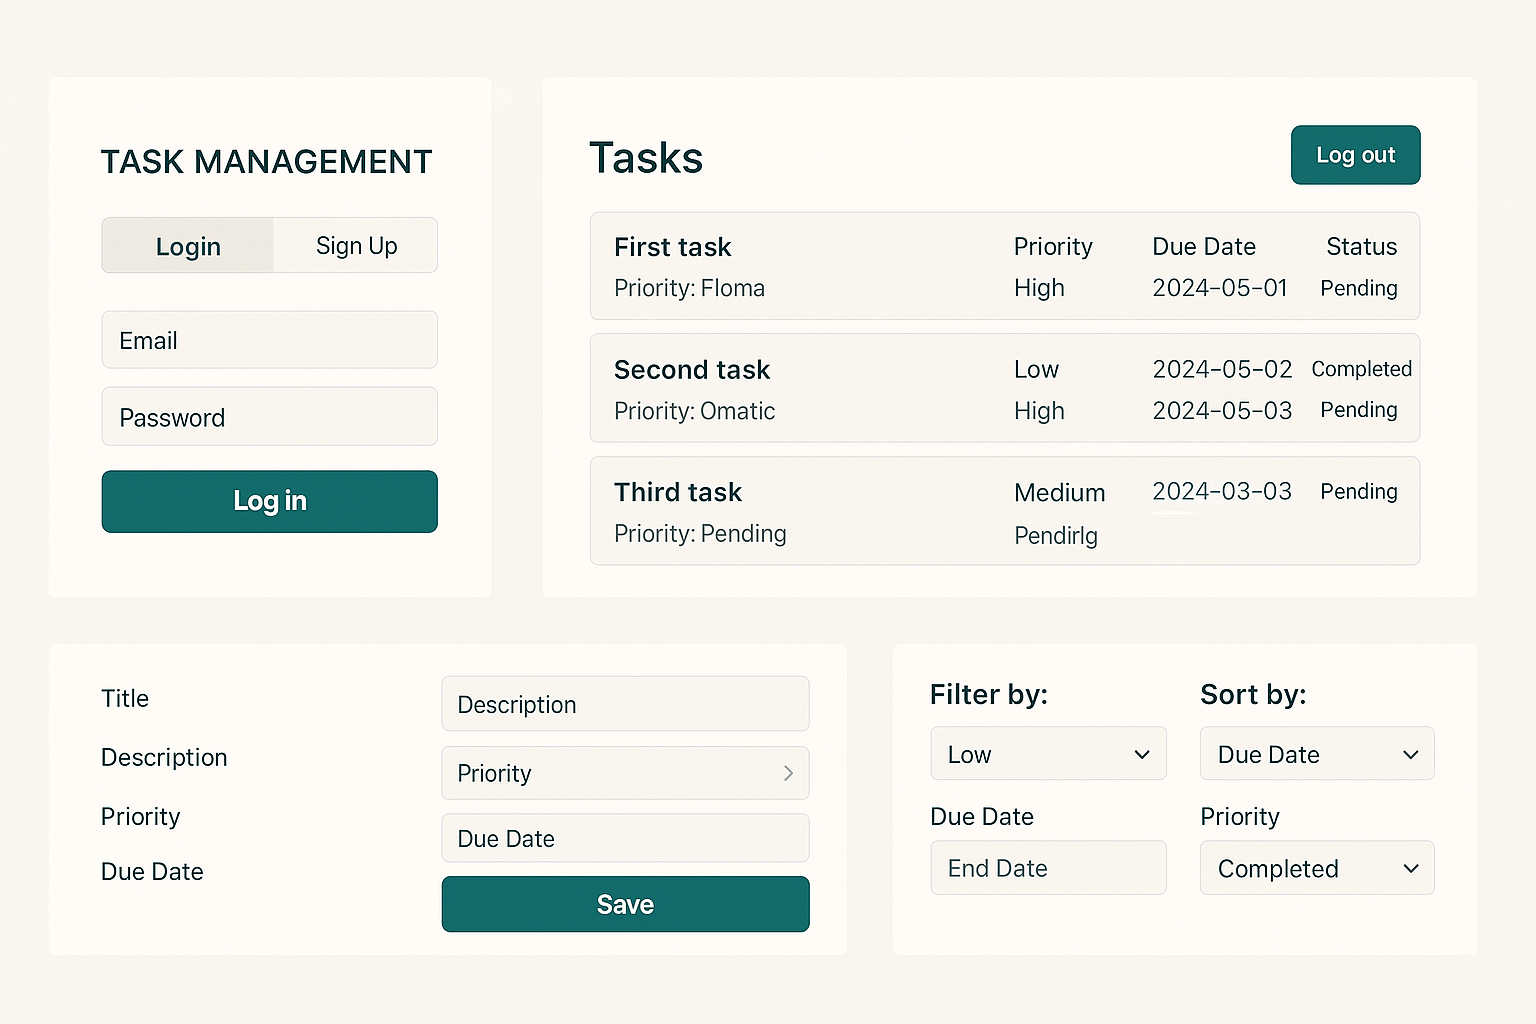 TASK MANAGEMENT
Login Sign Up
Email
Password
Log in
Tasks
Log out
First task Priority Due Date Status
Priority: Floma High 2024-05-01 Pending
Second task Low 2024-05-02 Completed
Priority: Omatic High 2024-05-03 Pending
Third task Medium 2024-03-03 Pending
Priority: Pending Pendirlg
Title
Description
Priority
Due Date
Description
Priority
Due Date
Save
Filter by:
Low
Due Date
End Date
Sort by:
Due Date
Priority
Completed